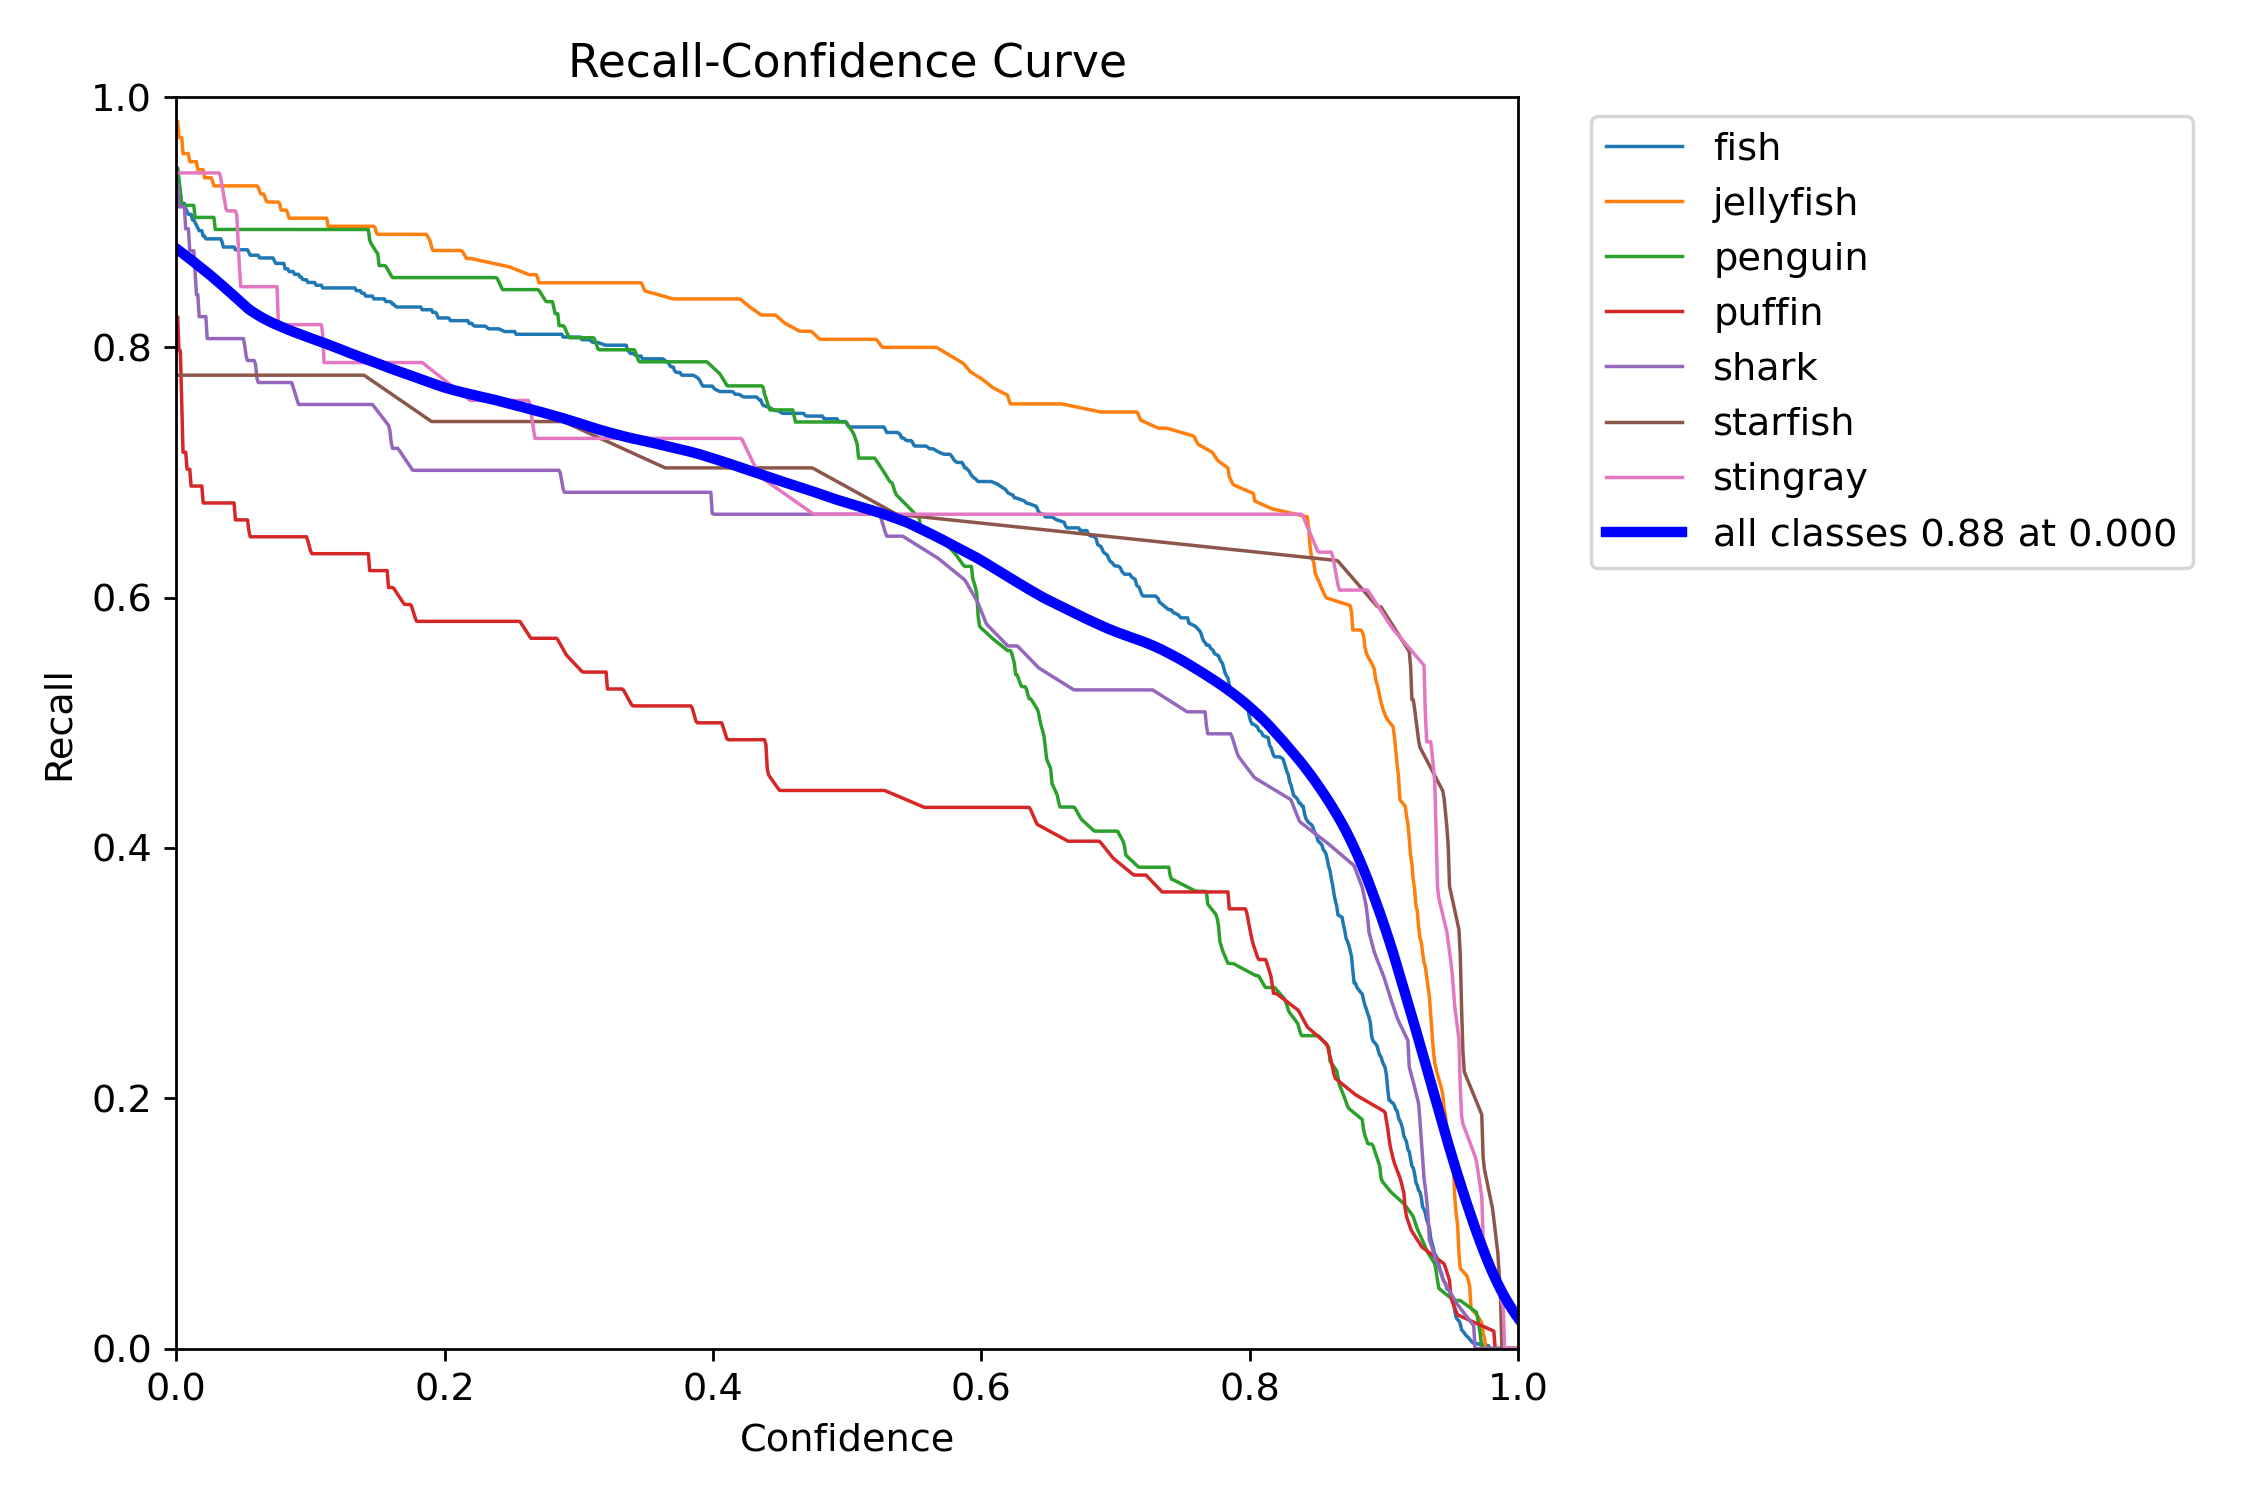 Recall-Confidence Curve
1.0
0.8
0.6
0.4
0.2
0.0
Recall
0.0 0.2 0.4 0.6 0.8 1.0
Confidence
fish
jellyfish
penguin
puffin
shark
starfish
stingray
all classes 0.88 at 0.000